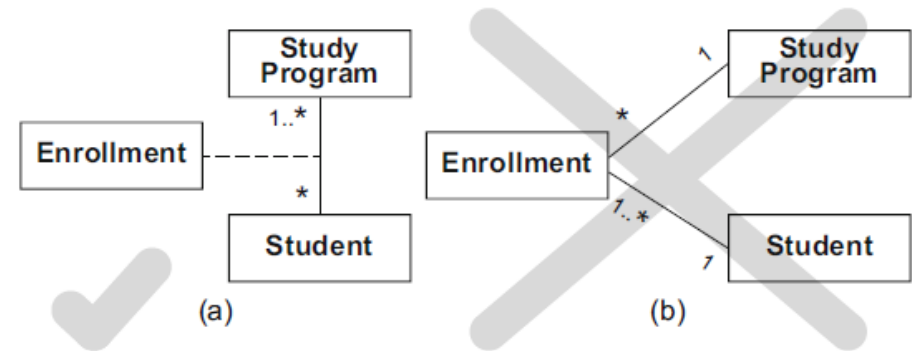 Study
Program
1..*
Enrollment
*
Student
(a)
Study
Program
1
*
Enrollment
1..*
Student
1
(b)